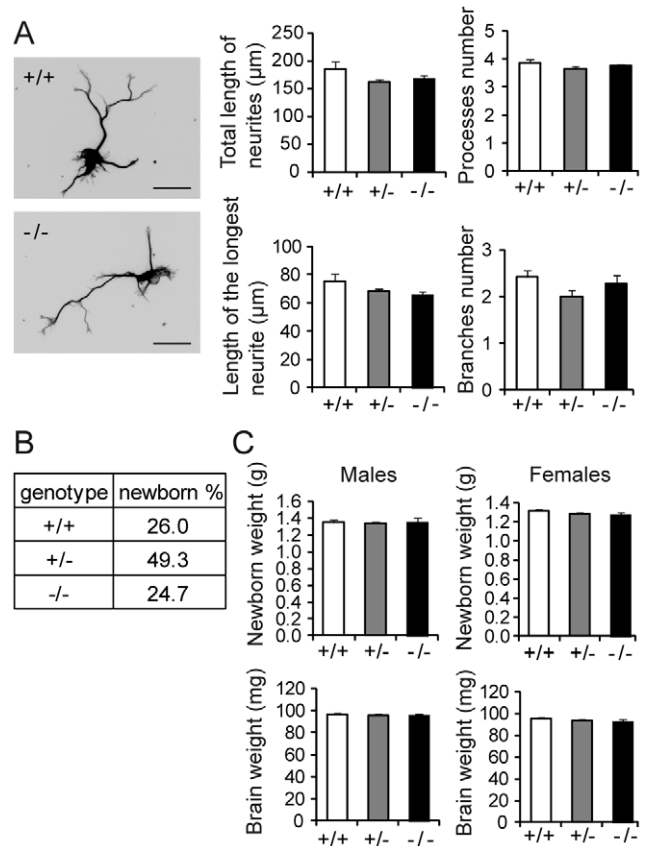 A
+/+
-/-
Total length of
neurites (µm)
250
200
150
100
50
0
+/+ +/- -/-
Processes number
5
4
3
2
1
0
+/+ +/- -/-
Length of the longest
neurite (µm)
100
80
60
40
20
0
+/+ +/- -/-
Branches number
3
2
1
0
+/+ +/- -/-
B
genotype newborn %
+/+ 26.0
+/- 49.3
-/- 24.7
C
Males
Newborn weight (g)
1.6
1.4
1.2
1.0
0.8
0.6
0.4
0.2
0.0
+/+ +/- -/-
Females
Newborn weight (g)
1.4
1.2
1.0
0.8
0.6
0.4
0.2
0.0
+/+ +/- -/-
Brain weight (mg)
120
100
80
60
40
20
0
+/+ +/- -/-
Brain weight (mg)
120
100
80
60
40
20
0
+/+ +/- -/-